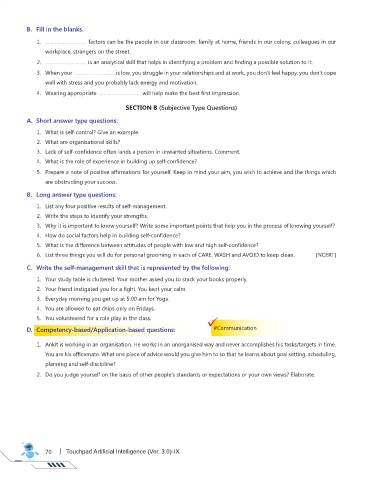 B. Fill in the blanks.
1. .......................... factors can be the people in our classroom, family at home, friends in our colony, colleagues in our
workplace, strangers on the street.
2. .......................... is an analytical skill that helps in identifying a problem and finding a possible solution to it.
3. When your .......................... is low, you struggle in your relationships and at work, you don't feel happy, you don't cope
well with stress and you probably lack energy and motivation.
4. Wearing appropriate .......................... will help make the best first impression.
SECTION B (Subjective Type Questions)
A. Short answer type questions:
1. What is self-control? Give an example.
2. What are organisational skills?
3. Lack of self-confidence often lands a person in unwanted situations. Comment.
4. What is the role of experience in building up self-confidence?
5. Prepare a note of positive affirmations for yourself. Keep in mind your aim, you wish to achieve and the things which
are obstructing your success.
B. Long answer type questions:
1. List any four positive results of self-management.
2. Write the steps to identify your strengths.
3. Why it is important to know yourself? Write some important points that help you in the process of knowing yourself?
4. How do social factors help in building self-confidence?
5. What is the difference between attitudes of people with low and high self-confidence?
6. List three things you will do for personal grooming in each of CARE, WASH and AVOID to keep clean. [NCERT]
C. Write the self-management skill that is represented by the following:
1. Your study table is cluttered. Your mother asked you to stack your books properly.
2. Your friend instigated you for a fight. You kept your calm.
3. Everyday morning you get up at 5:00 am for Yoga.
4. You are allowed to eat chips only on Fridays.
5. You volunteered for a role play in the class.
D. Competency-based/Application-based questions: #Communication
1. Ankit is working in an organisation. He works in an unorganised way and never accomplishes his tasks/targets in time.
You are his officemate. What one piece of advice would you give him to so that he learns about goal setting, scheduling,
planning and self-discipline?
2. Do you judge yourself on the basis of other people's standards or expectations or your own views? Elaborate.
70 | Touchpad Artificial Intelligence (Ver. 3.0)-IX